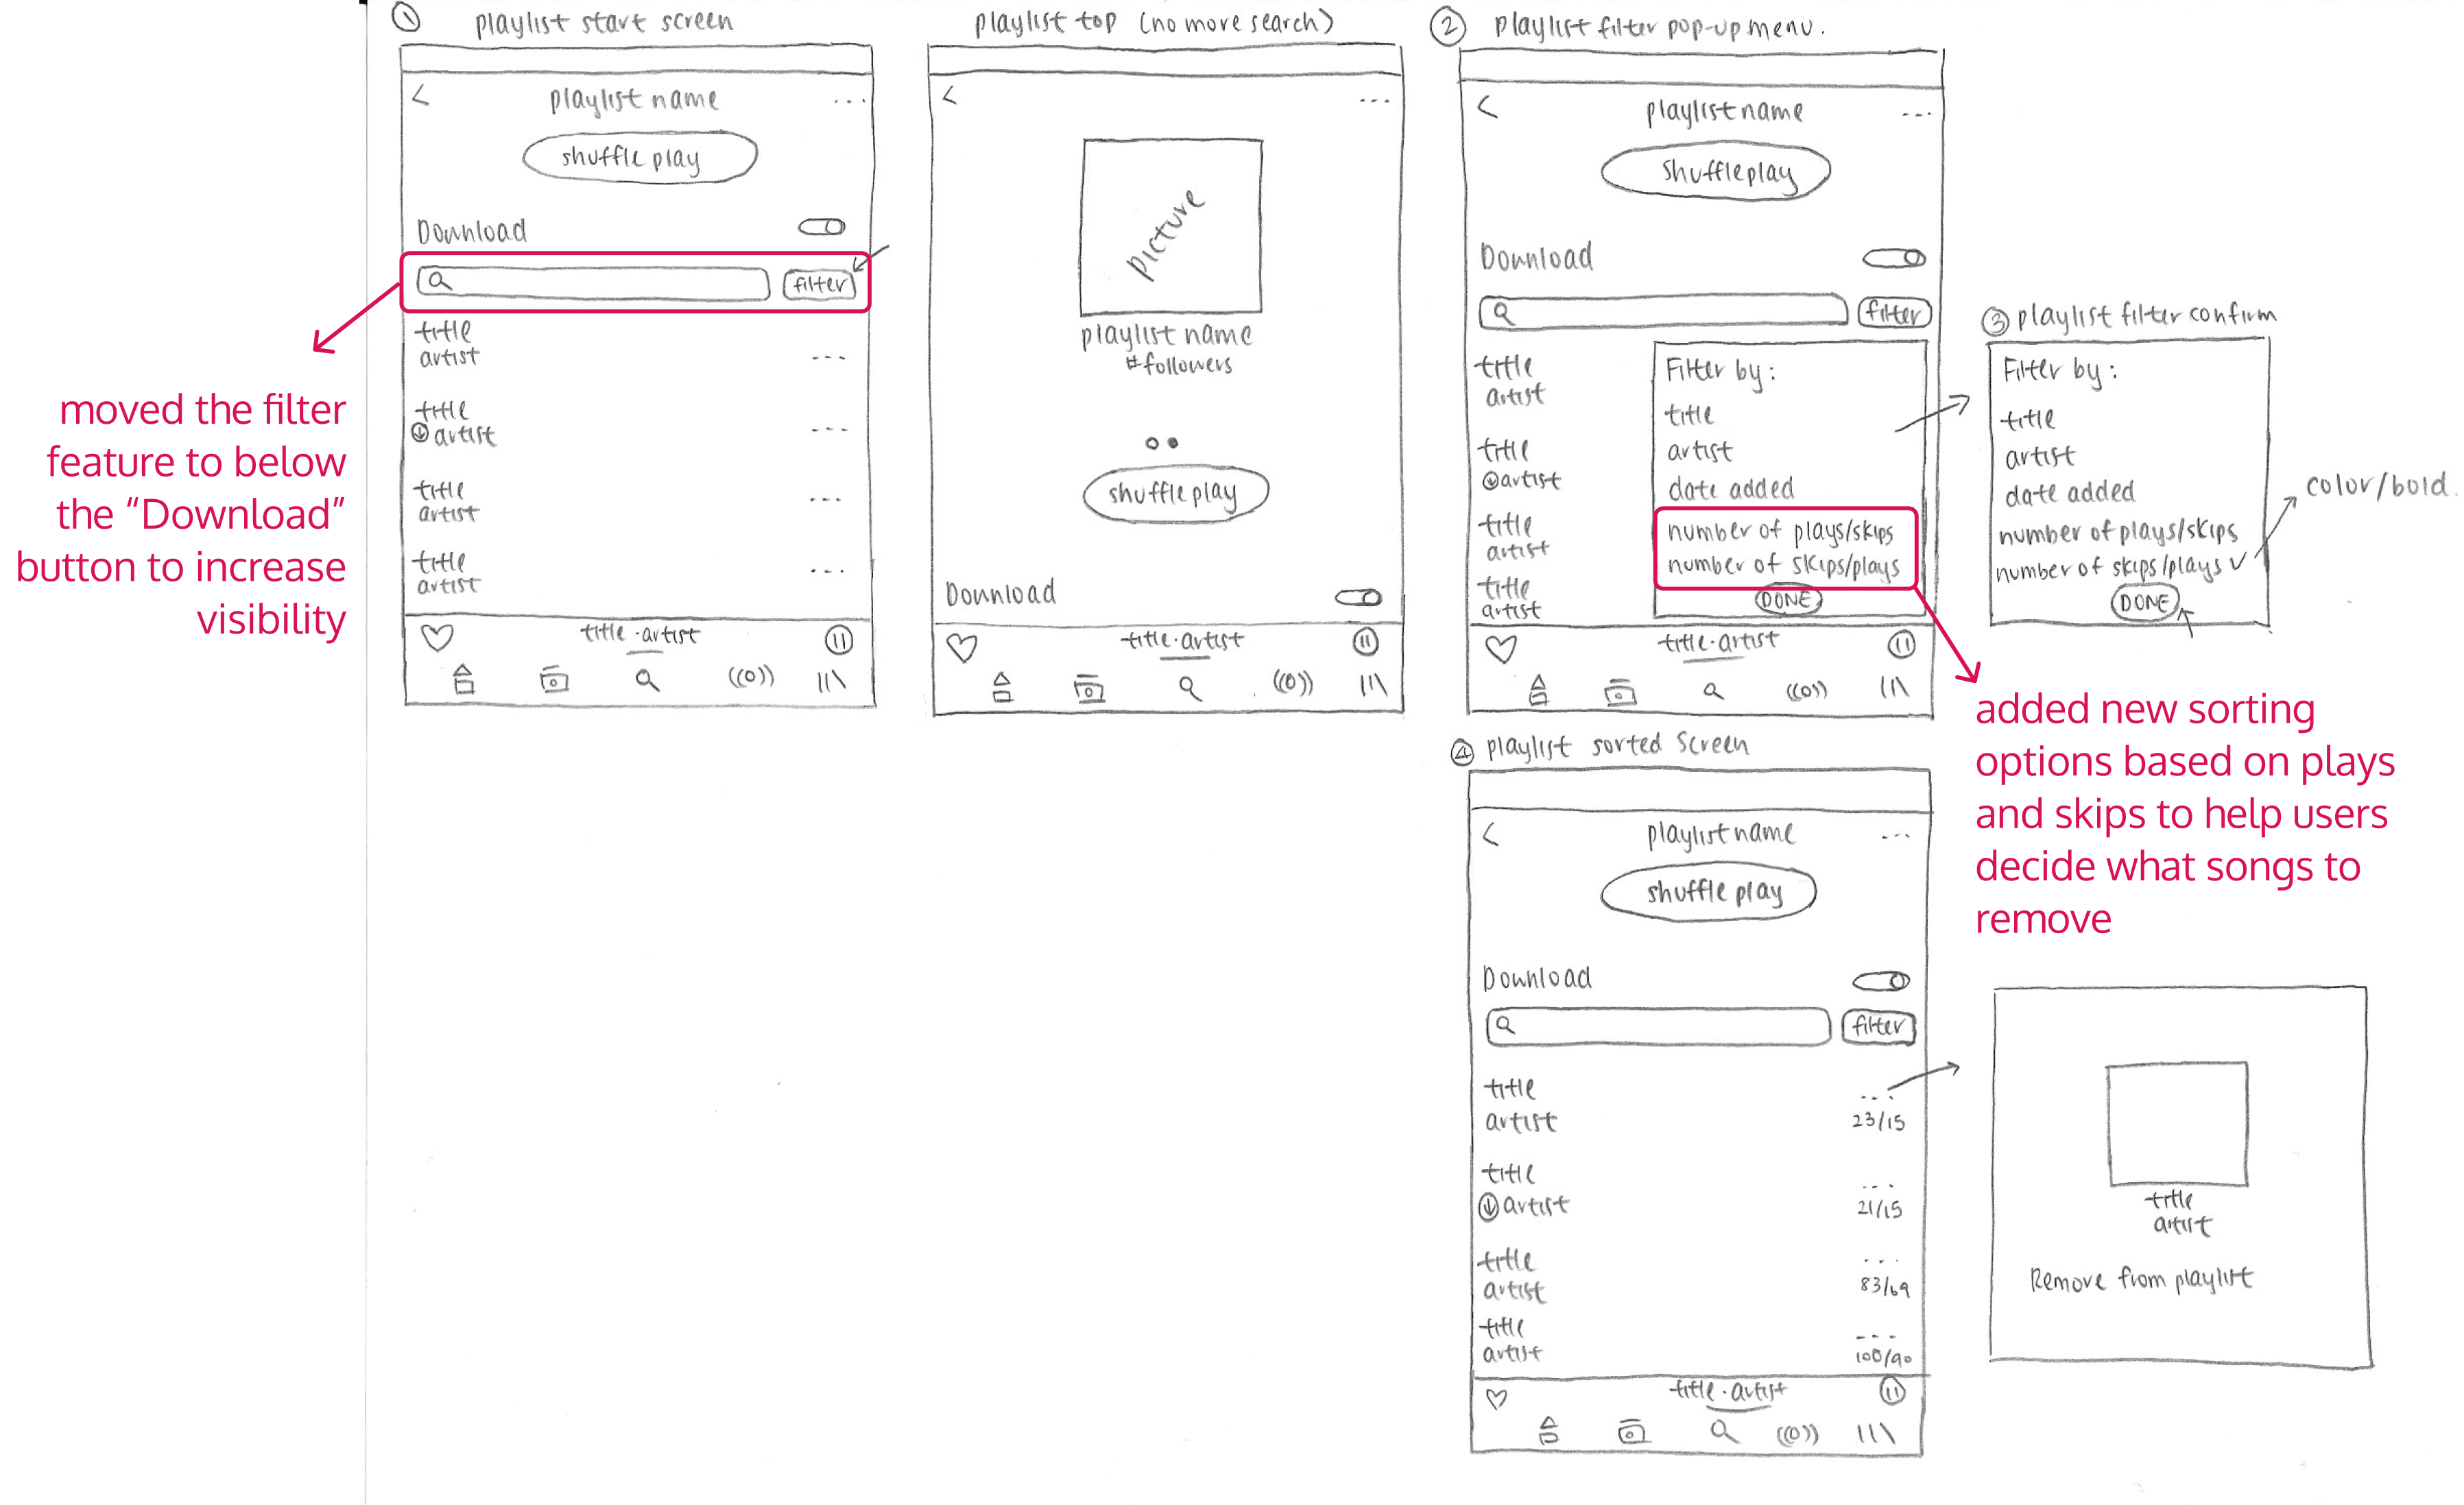 ① playlist start screen
playlist name
...
shuffle play
Download
filter
title
artist
...
title
artist
...
title
artist
...
title
artist
...
title · artist
moved the filter
feature to below
the “Download”
button to increase
visibility
playlist top (no more search)
...
picture
playlist name
#followers
shuffle play
Download
title · artist
② playlist filter pop-up menu.
playlist name
...
shuffle play
Download
filter
title
artist
title
artist
title
artist
title
artist
Filter by:
title
artist
date added
number of plays/skips
number of skips/plays
DONE
title · artist
③ playlist filter confirm
Filter by:
title
artist
date added
number of plays/skips
number of skips/plays ✓
DONE
color/bold.
added new sorting
options based on plays
and skips to help users
decide what songs to
remove
④ playlist sorted screen
playlist name
...
shuffle play
Download
filter
title
...
artist
23/15
title
...
artist
21/15
title
...
artist
83/69
title
...
artist
100/90
title · artist
title
artist
Remove from playlist